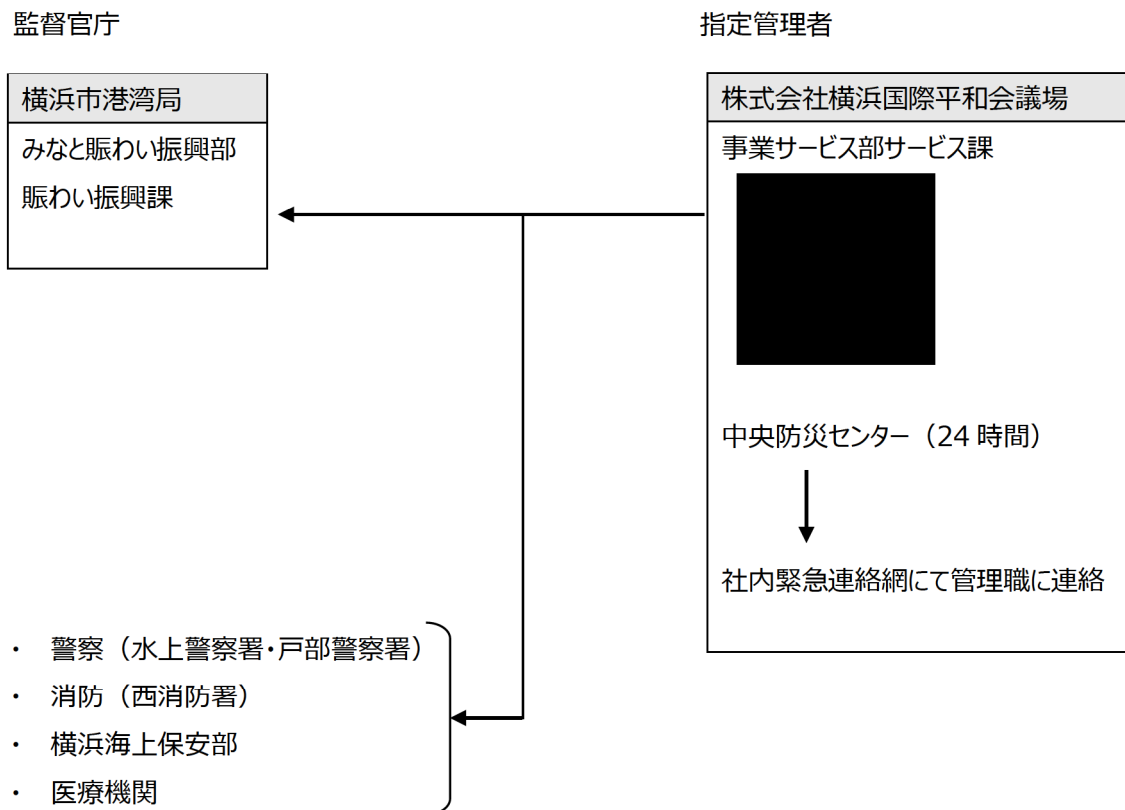 監督官庁
横浜市港湾局
みなと賑わい振興部
賑わい振興課
指定管理者
株式会社横浜国際平和会議場
事業サービス部サービス課
中央防災センター（24 時間）
社内緊急連絡網にて管理職に連絡
・ 警察（水上警察署・戸部警察署）
・ 消防（西消防署）
・ 横浜海上保安部
・ 医療機関